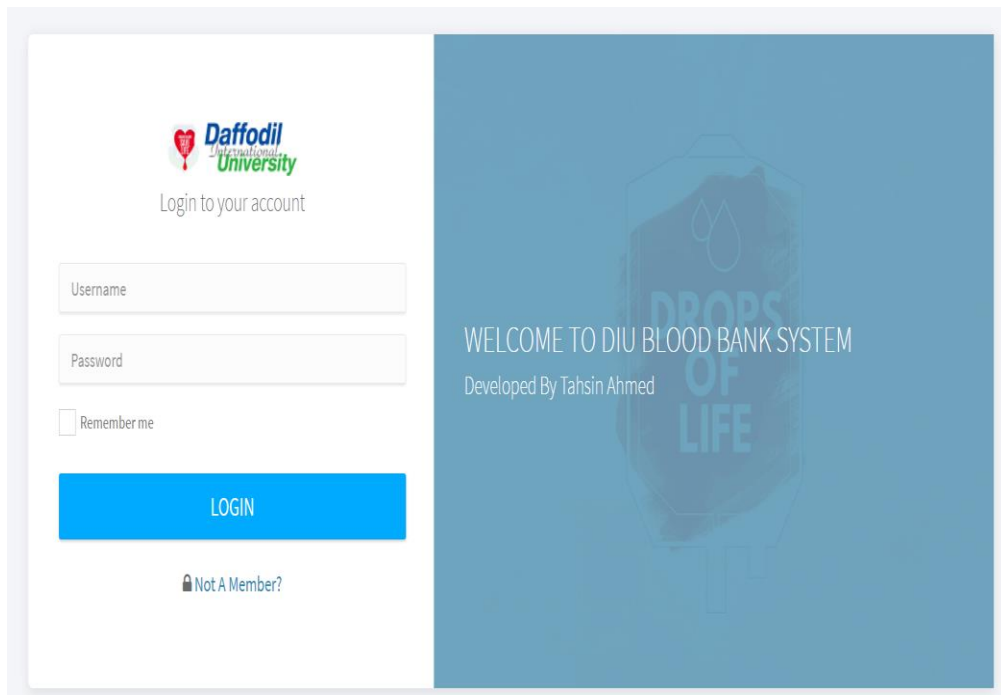 Daffodil
International
University
Login to your account
Username
Password
Remember me
LOGIN
Not A Member?
WELCOME TO DIU BLOOD BANK SYSTEM
Developed By Tahsin Ahmed
DROPS
OF
LIFE